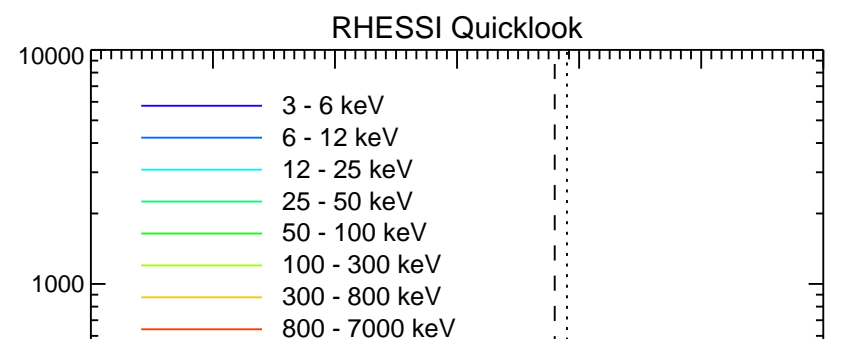 RHESSI Quicklook
10000
3 - 6 keV
6 - 12 keV
12 - 25 keV
25 - 50 keV
50 - 100 keV
100 - 300 keV
1000
300 - 800 keV
800 - 7000 keV